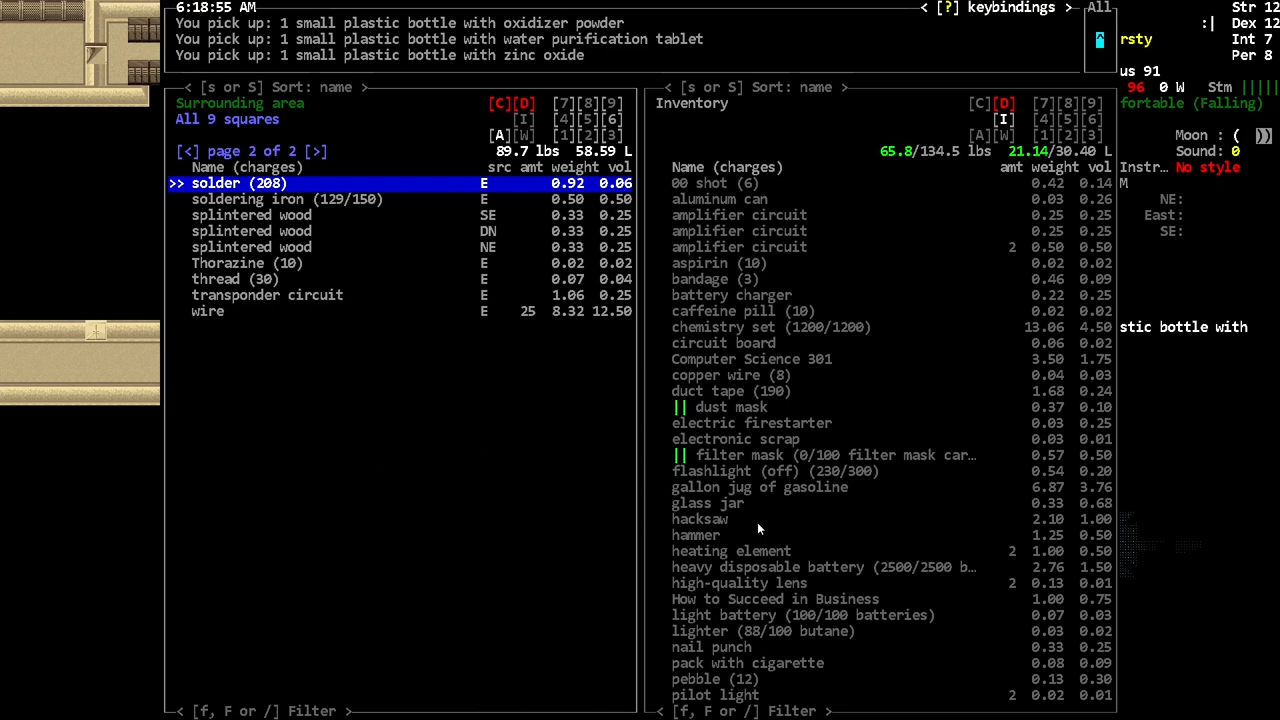 6:18:55 AM
You pick up: 1 small plastic bottle with oxidizer powder
You pick up: 1 small plastic bottle with water purification tablet
You pick up: 1 small plastic bottle with zinc oxide
< [?] keybindings >
All
^
Str 12
:| Dex 12
rsty Int 7
Per 8
us 91
96 0 W Stm |||||
fortable (Falling)
Moon : ( ))
Sound: 0
Instr… No style
M
NE:
East:
SE:
stic bottle with
< [s or S] Sort: name >
Surrounding area [C][D] [7][8][9]
All 9 squares [I] [4][5][6]
[A][W] [1][2][3]
[<] page 2 of 2 [>] 89.7 lbs 58.59 L
Name (charges) src amt weight vol
>> solder (208) E 0.92 0.06
soldering iron (129/150) E 0.50 0.50
splintered wood SE 0.33 0.25
splintered wood DN 0.33 0.25
splintered wood NE 0.33 0.25
Thorazine (10) E 0.02 0.02
thread (30) E 0.07 0.04
transponder circuit E 1.06 0.25
wire E 25 8.32 12.50
< [f, F or /] Filter >
< [s or S] Sort: name >
Inventory [C][D] [7][8][9]
[I] [4][5][6]
[A][W] [1][2][3]
65.8/134.5 lbs 21.14/30.40 L
Name (charges) amt weight vol
00 shot (6) 0.42 0.14
aluminum can 0.03 0.26
amplifier circuit 0.25 0.25
amplifier circuit 0.25 0.25
amplifier circuit 2 0.50 0.50
aspirin (10) 0.02 0.02
bandage (3) 0.46 0.09
battery charger 0.22 0.25
caffeine pill (10) 0.02 0.02
chemistry set (1200/1200) 13.06 4.50
circuit board 0.06 0.02
Computer Science 301 3.50 1.75
copper wire (8) 0.04 0.03
duct tape (190) 1.68 0.24
|| dust mask 0.37 0.10
electric firestarter 0.03 0.25
electronic scrap 0.03 0.01
|| filter mask (0/100 filter mask car… 0.57 0.50
flashlight (off) (230/300) 0.54 0.20
gallon jug of gasoline 6.87 3.76
glass jar 0.33 0.68
hacksaw 2.10 1.00
hammer 1.25 0.50
heating element 2 1.00 0.50
heavy disposable battery (2500/2500 b… 2.76 1.50
high-quality lens 2 0.13 0.01
How to Succeed in Business 1.00 0.75
light battery (100/100 batteries) 0.07 0.03
lighter (88/100 butane) 0.03 0.02
nail punch 0.33 0.25
pack with cigarette 0.08 0.09
pebble (12) 0.13 0.30
pilot light 2 0.02 0.01
< [f, F or /] Filter >